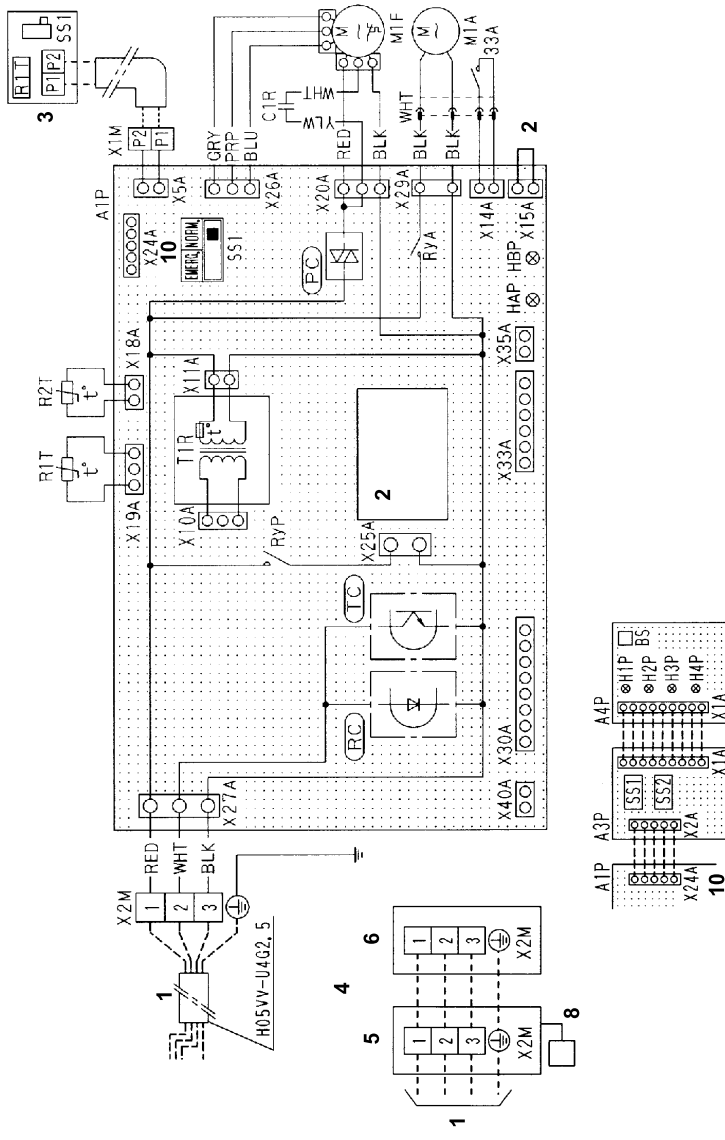 R1T
SS1
P1 P2
3
X1M
P2 P1
A1P
X5A
GRY
PRP
BLU
X26A
M
M1F
C1R
WHT
YLW
RED
BLK
X20A
M
~
M1A
33A
WHT
BLK
BLK
X29A
X14A
2
X15A
X24A
10
EMERG. NORM.
SS1
PC
RyA
HAP
HBP
R2T
t°
X18A
R1T
t°
X19A
X11A
T1R
t°
X10A
RyP
X25A
2
X35A
X33A
TC
RC
X30A
X40A
X27A
RED
WHT
BLK
X2M
1
2
3
1
H05VV-U4G2.5
4
5
1
2
3
X2M
6
1
2
3
X2M
1
8
A1P
X24A
10
A3P
SS1
SS2
X2A
X1A
A4P
BS
H1P
H2P
H3P
H4P
X1A